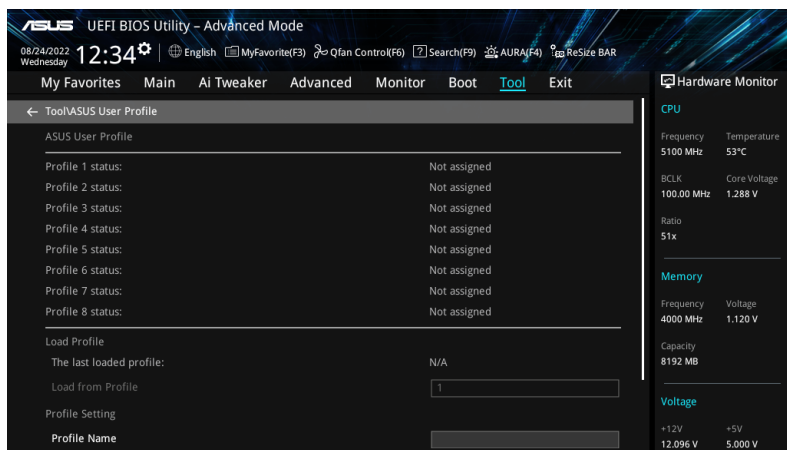 ASUS UEFI BIOS Utility – Advanced Mode
08/24/2022 Wednesday 12:34 English MyFavorite(F3) Qfan Control(F6) ? Search(F9) AURA(F4) ReSize BAR
My Favorites Main Ai Tweaker Advanced Monitor Boot Tool Exit
← Tool\ASUS User Profile
ASUS User Profile
Profile 1 status: Not assigned
Profile 2 status: Not assigned
Profile 3 status: Not assigned
Profile 4 status: Not assigned
Profile 5 status: Not assigned
Profile 6 status: Not assigned
Profile 7 status: Not assigned
Profile 8 status: Not assigned
Load Profile
The last loaded profile: N/A
Load from Profile 1
Profile Setting
Profile Name
Hardware Monitor
CPU
Frequency Temperature
5100 MHz 53°C
BCLK Core Voltage
100.00 MHz 1.288 V
Ratio
51x
Memory
Frequency Voltage
4000 MHz 1.120 V
Capacity
8192 MB
Voltage
+12V +5V
12.096 V 5.000 V